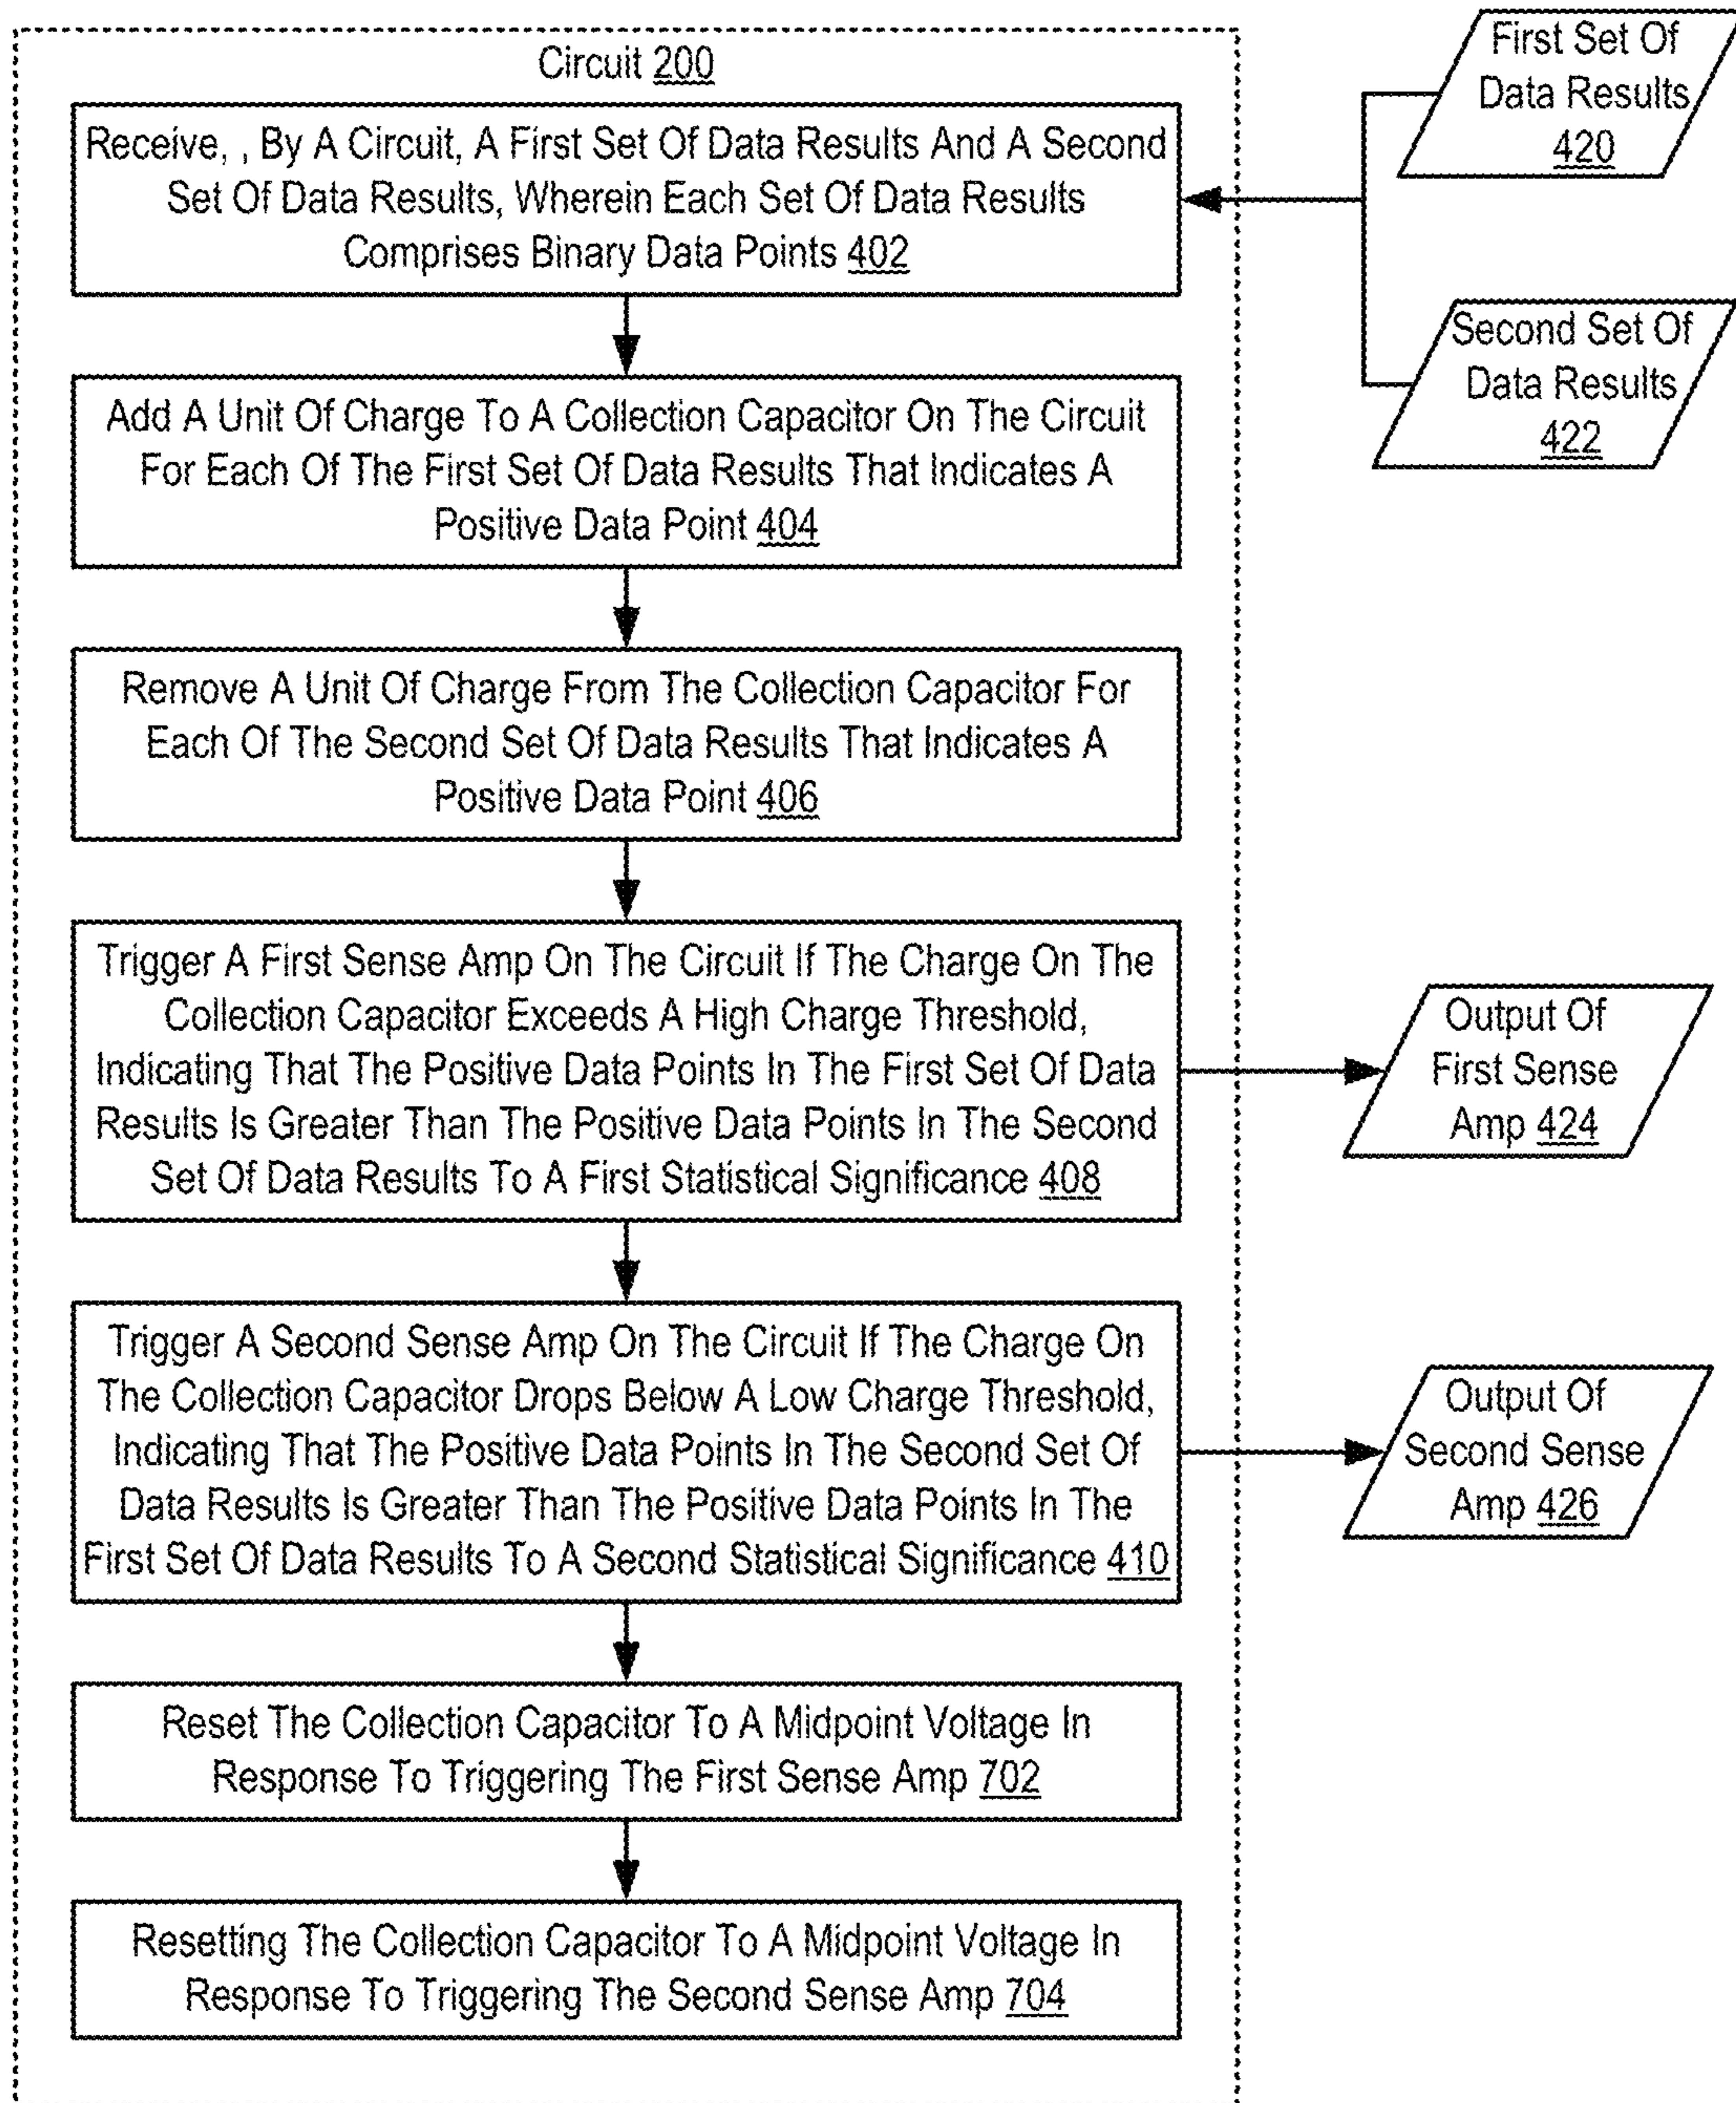 Circuit 200
Receive, , By A Circuit, A First Set Of Data Results And A Second
Set Of Data Results, Wherein Each Set Of Data Results
Comprises Binary Data Points 402
First Set Of
Data Results
420
Second Set Of
Data Results
422
Add A Unit Of Charge To A Collection Capacitor On The Circuit
For Each Of The First Set Of Data Results That Indicates A
Positive Data Point 404
Remove A Unit Of Charge From The Collection Capacitor For
Each Of The Second Set Of Data Results That Indicates A
Positive Data Point 406
Trigger A First Sense Amp On The Circuit If The Charge On The
Collection Capacitor Exceeds A High Charge Threshold,
Indicating That The Positive Data Points In The First Set Of Data
Results Is Greater Than The Positive Data Points In The Second
Set Of Data Results To A First Statistical Significance 408
Output Of
First Sense
Amp 424
Trigger A Second Sense Amp On The Circuit If The Charge On
The Collection Capacitor Drops Below A Low Charge Threshold,
Indicating That The Positive Data Points In The Second Set Of
Data Results Is Greater Than The Positive Data Points In The
First Set Of Data Results To A Second Statistical Significance 410
Output Of
Second Sense
Amp 426
Reset The Collection Capacitor To A Midpoint Voltage In
Response To Triggering The First Sense Amp 702
Resetting The Collection Capacitor To A Midpoint Voltage In
Response To Triggering The Second Sense Amp 704